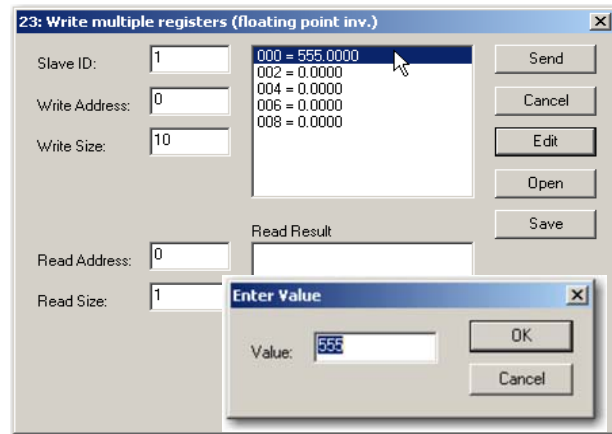 23: Write multiple registers (floating point inv.)
Slave ID: 1
Write Address: 0
Write Size: 10
000 = 555.0000
002 = 0.0000
004 = 0.0000
006 = 0.0000
008 = 0.0000
Send
Cancel
Edit
Open
Save
Read Result
Read Address: 0
Read Size: 1
Enter Value
Value: 555
OK
Cancel